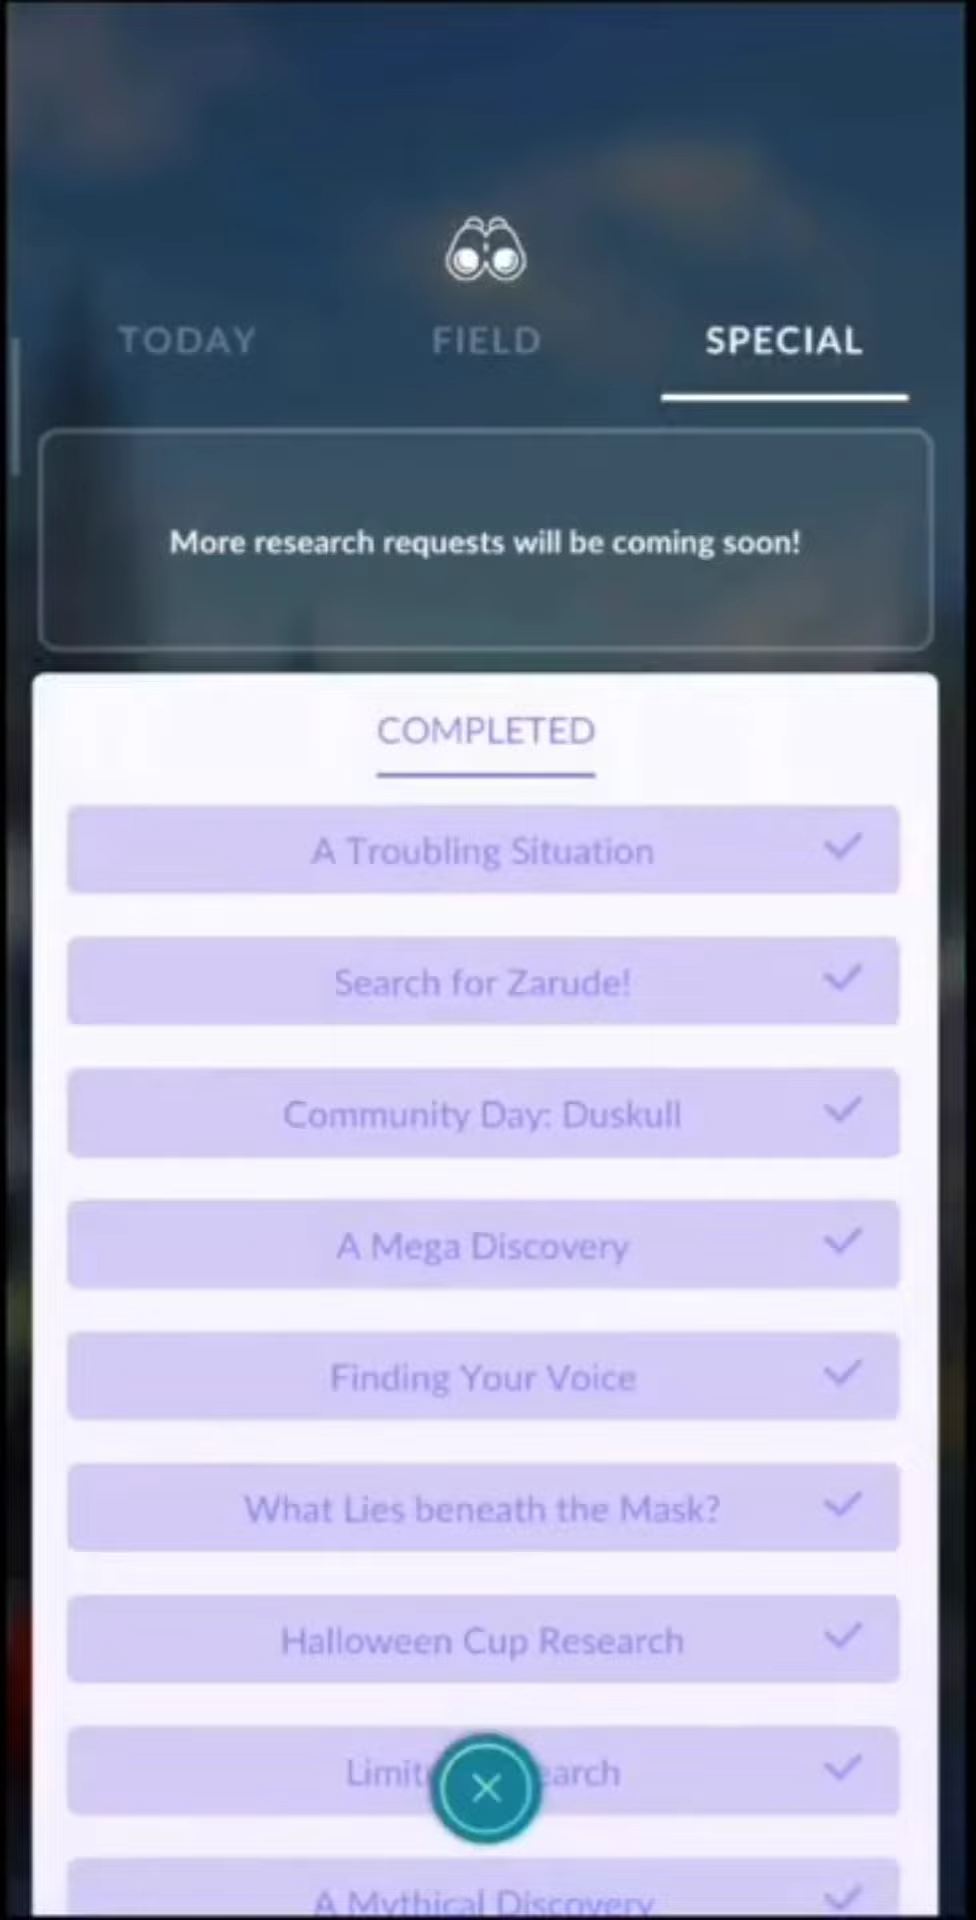 TODAY
FIELD
SPECIAL
More research requests will be coming soon!
COMPLETED
A Troubling Situation
Search for Zarude!
Community Day: Duskull
A Mega Discovery
Finding Your Voice
What Lies beneath the Mask?
Halloween Cup Research
A Mythical Discovery